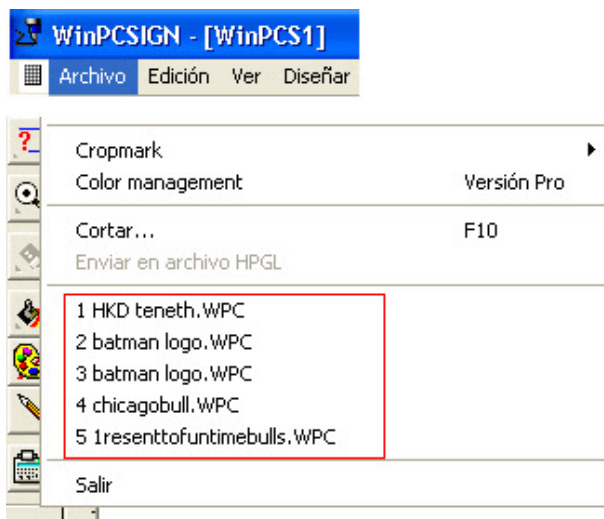 WinPCSIGN - [WinPCS1]
Archivo Edición Ver Diseñar
Cropmark
Color management Versión Pro
Cortar... F10
Enviar en archivo HPGL
1 HKD teneth.WPC
2 batman logo.WPC
3 batman logo.WPC
4 chicagobull.WPC
5 1resenttofuntimebulls.WPC
Salir